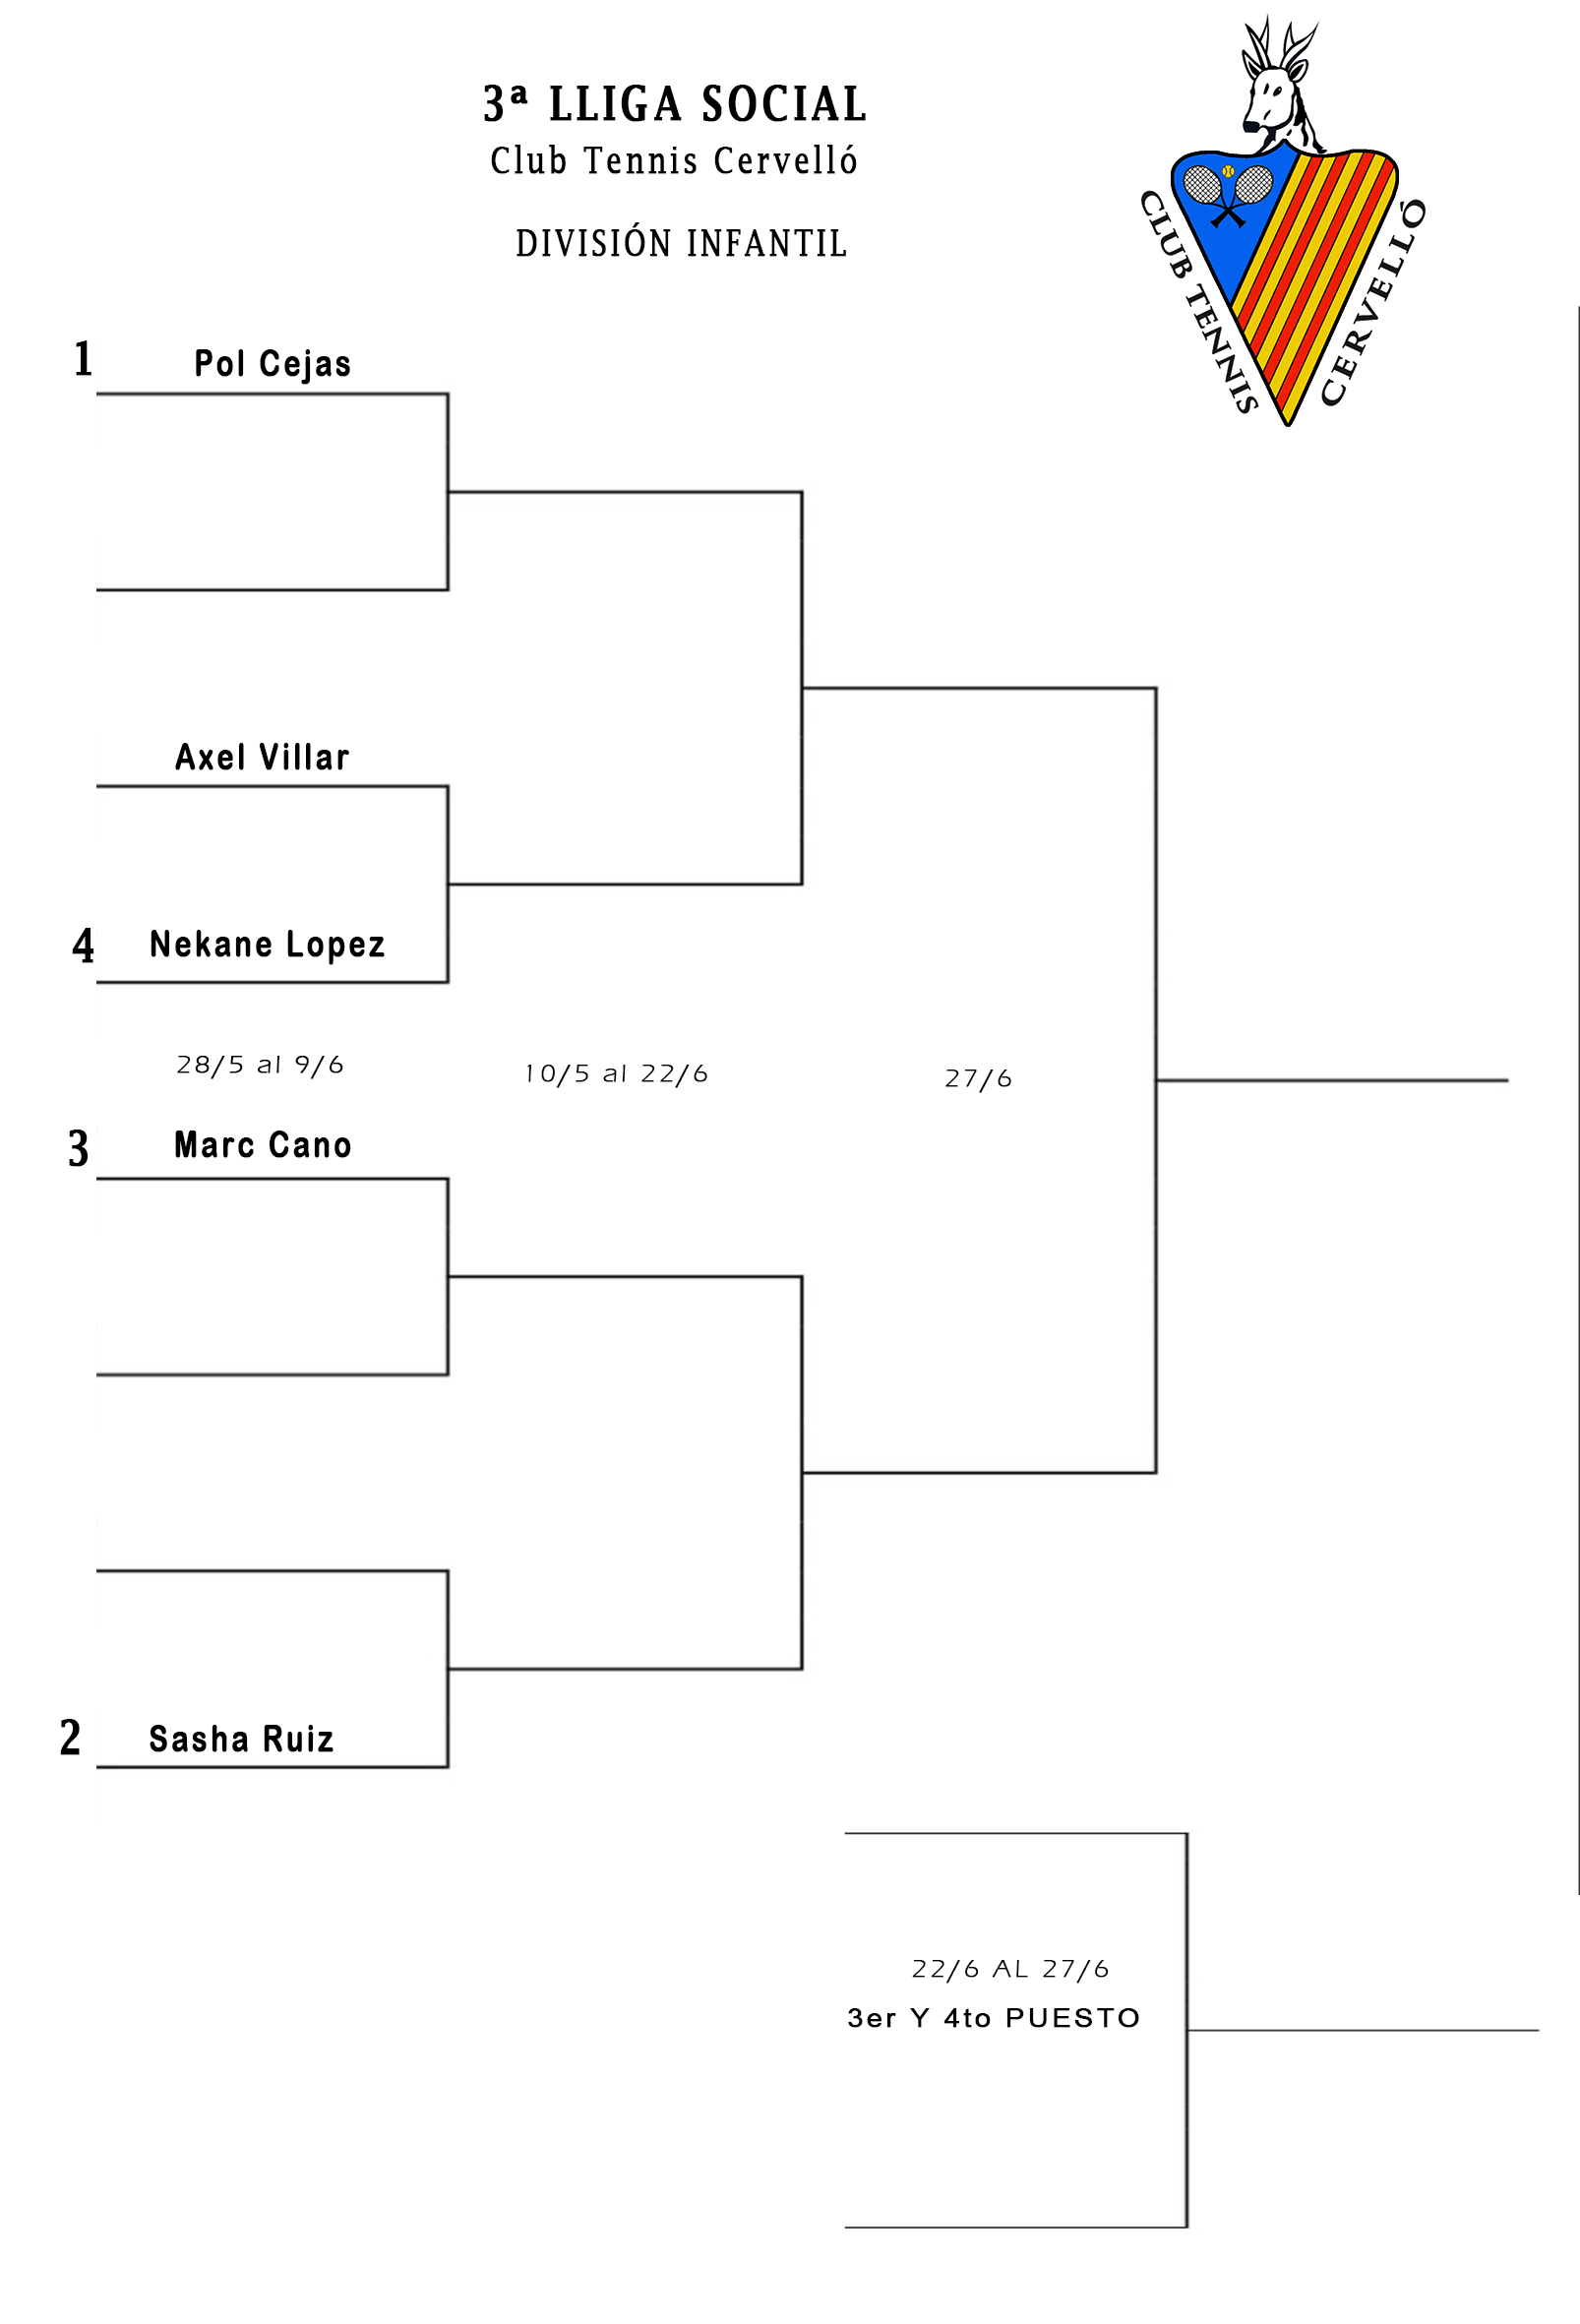 3ª LLIGA SOCIAL
Club Tennis Cervelló
DIVISIÓN INFANTIL
CLUB TENNIS
CERVELLÓ
1 Pol Cejas
Axel Villar
4 Nekane Lopez
28/5 al 9/6
10/5 al 22/6
27/6
3 Marc Cano
2 Sasha Ruiz
22/6 AL 27/6
3er Y 4to PUESTO